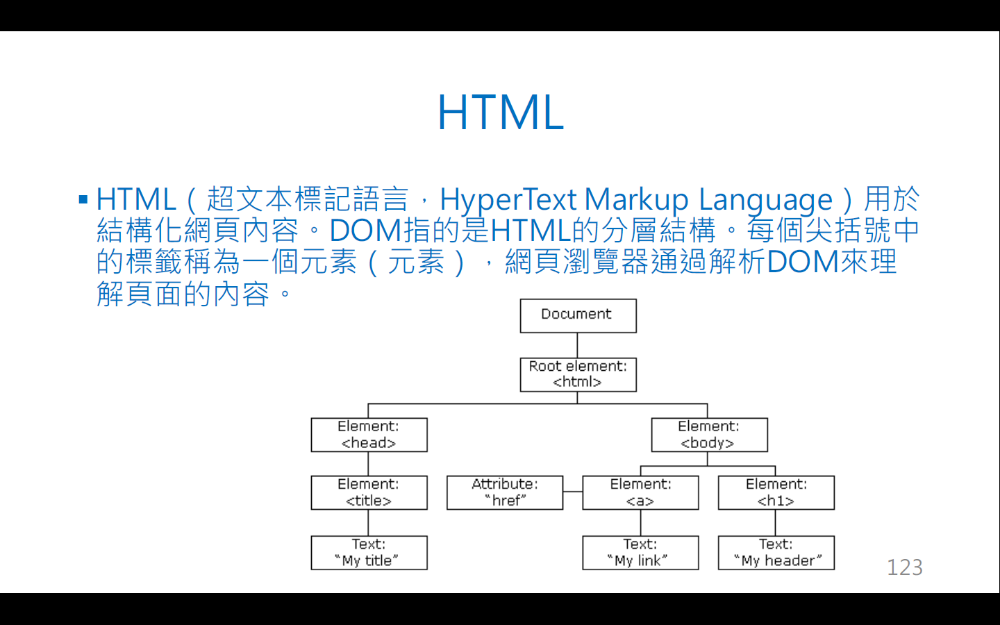 HTML
HTML（超文本標記語言，HyperText Markup Language）用於
結構化網頁內容。DOM指的是HTML的分層結構。每個尖括號中
的標籤稱為一個元素（元素），網頁瀏覽器通過解析DOM來理
解頁面的內容。
Document
Root element:
<html>
Element:
<head>
Element:
<body>
Element:
<title>
Attribute:
"href"
Element:
<a>
Element:
<h1>
Text:
"My title"
Text:
"My link"
Text:
"My header"
123